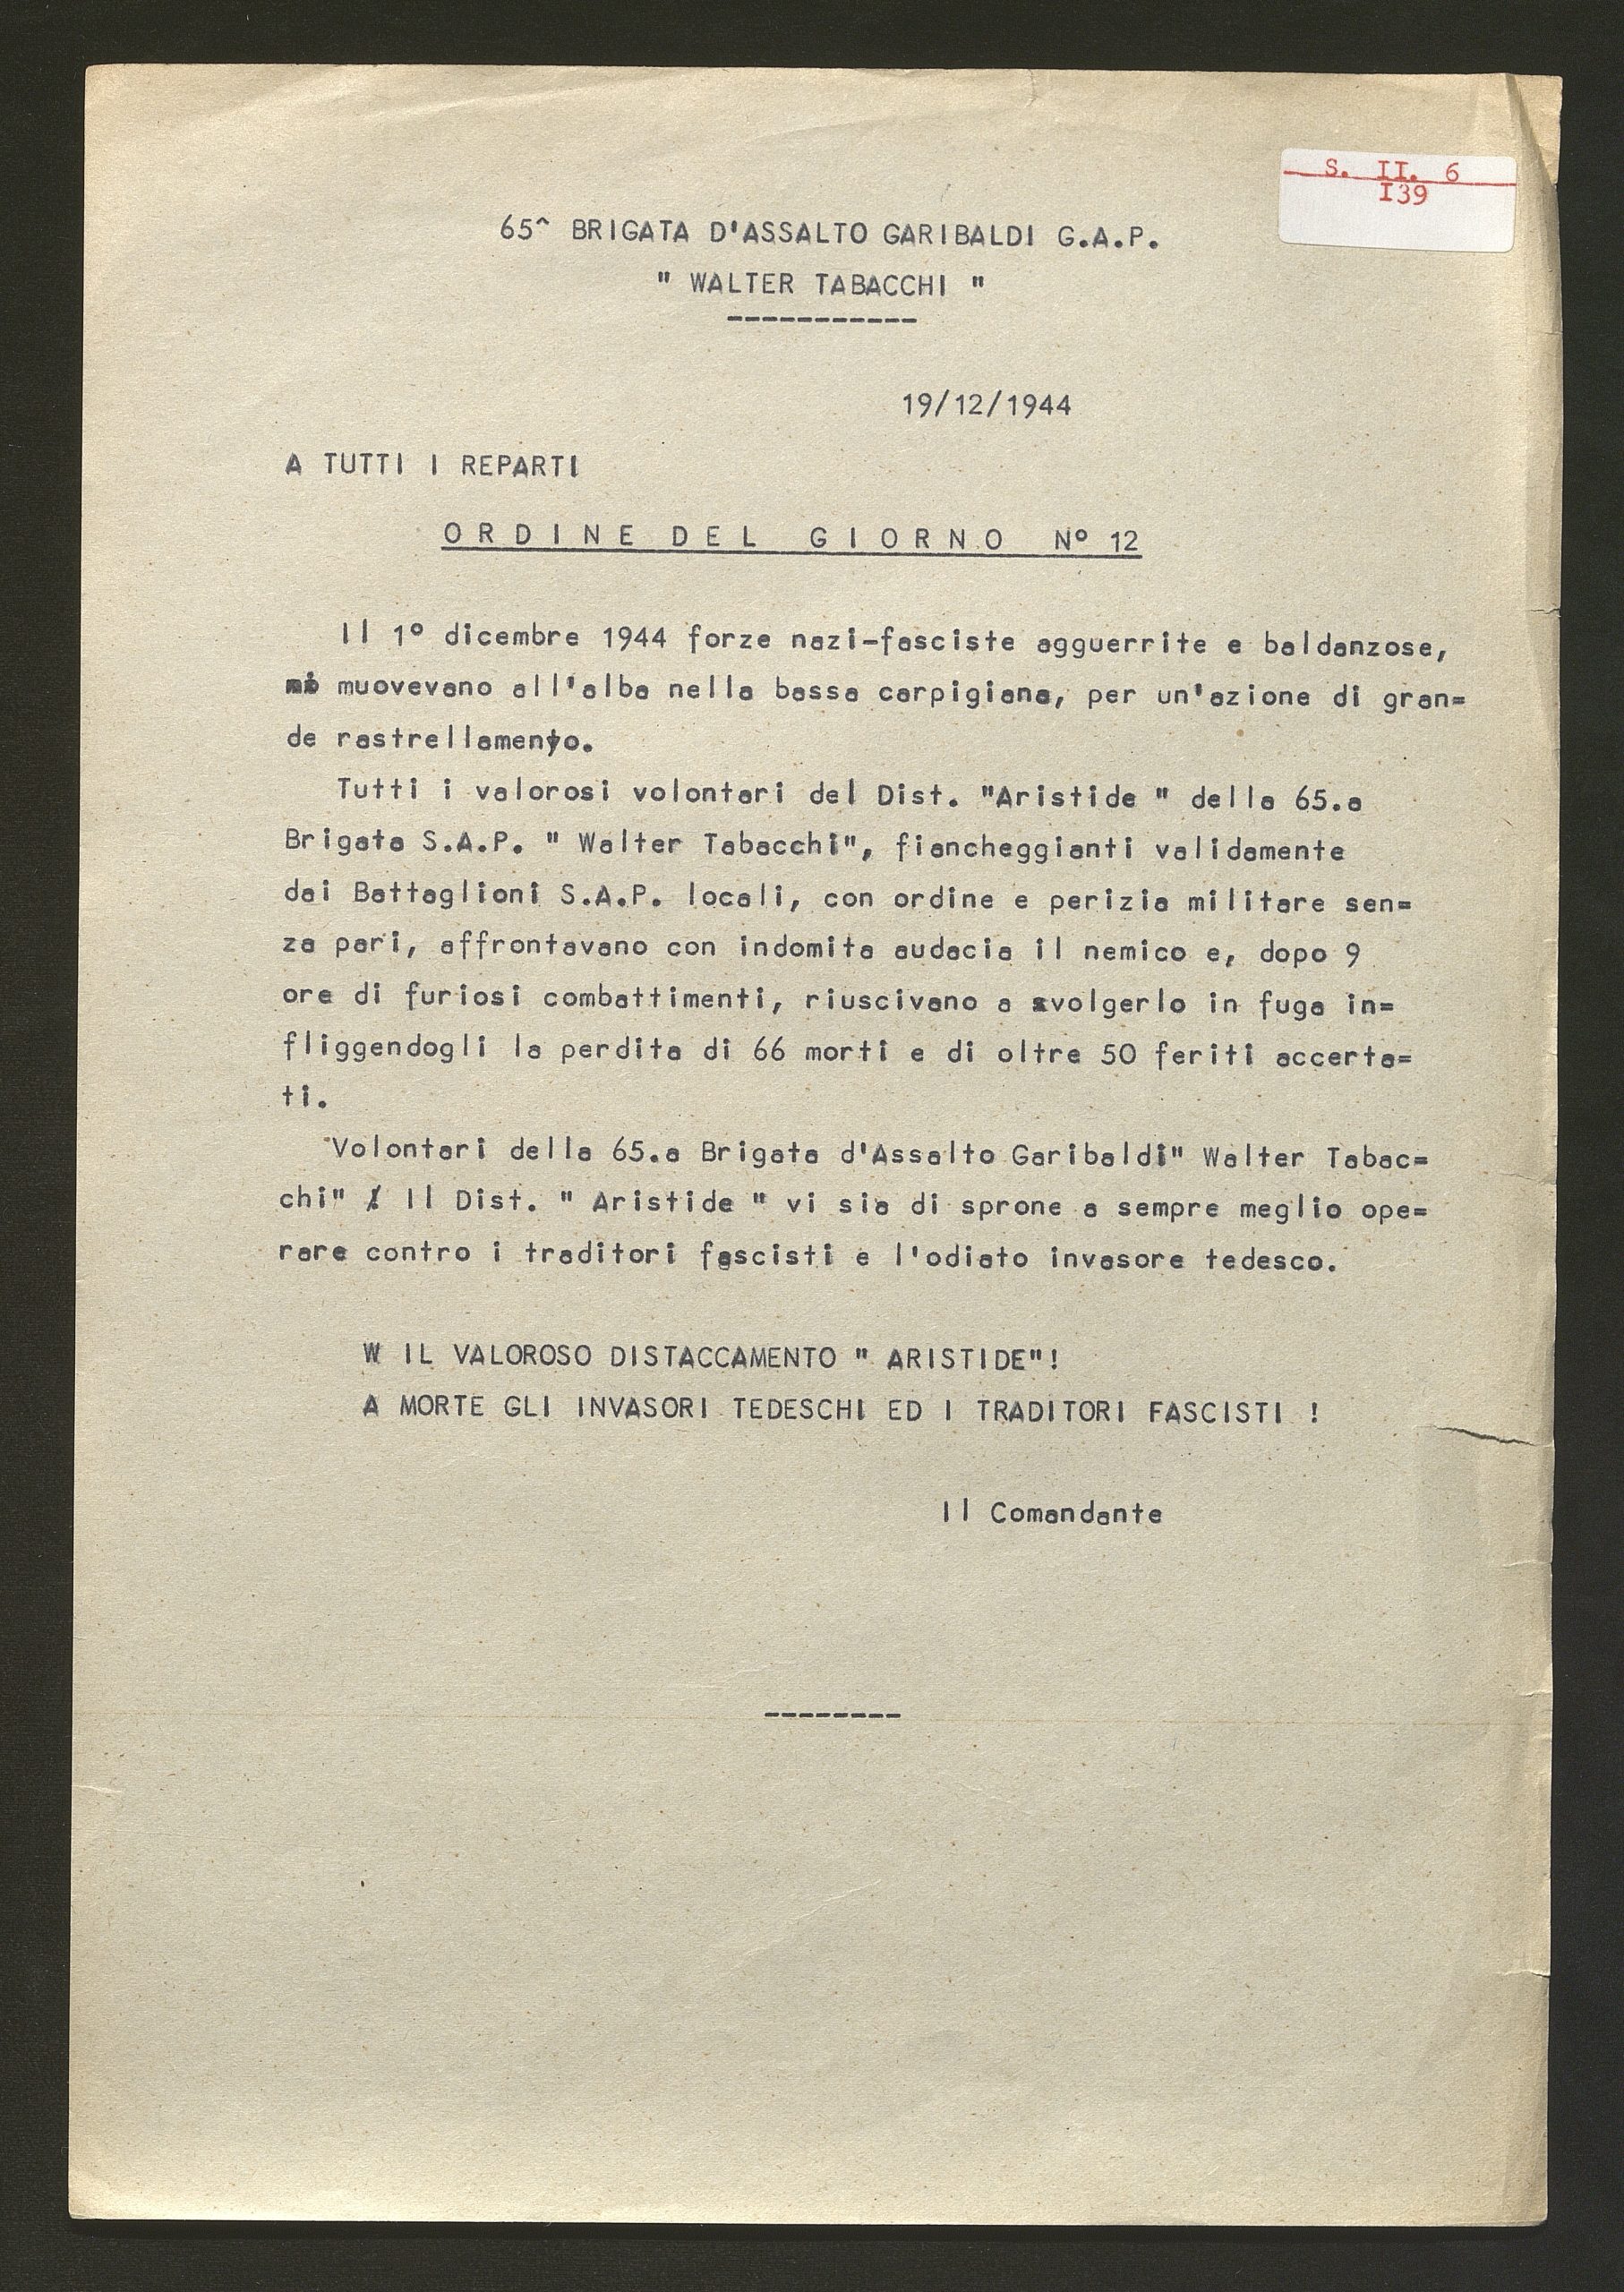 S. II. 6
I39
65^ BRIGATA D'ASSALTO GARIBALDI G.A.P.
" WALTER TABACCHI "
-----------
19/12/1944
A TUTTI I REPARTI
O R D I N E  D E L  G I O R N O  N° 12
Il 1° dicembre 1944 forze nazi-fasciste agguerrite e baldanzose,
muovevano all'alba nella bassa carpigiana, per un'azione di gran=
de rastrellamento.
Tutti i valorosi volontari del Dist. "Aristide " della 65.a
Brigata S.A.P. " Walter Tabacchi", fiancheggianti validamente
dai Battaglioni S.A.P. locali, con ordine e perizia militare sen=
za pari, affrontavano con indomita audacia il nemico e, dopo 9
ore di furiosi combattimenti, riuscivano a svolgerlo in fuga in=
fliggendogli la perdita di 66 morti e di oltre 50 feriti accerta=
ti.
Volontari della 65.a Brigata d'Assalto Garibaldi" Walter Tabac=
chi" Il Dist. " Aristide " vi sia di sprone a sempre meglio ope=
rare contro i traditori fascisti e l'odiato invasore tedesco.
W IL VALOROSO DISTACCAMENTO " ARISTIDE"!
A MORTE GLI INVASORI TEDESCHI ED I TRADITORI FASCISTI !
Il Comandante
--------